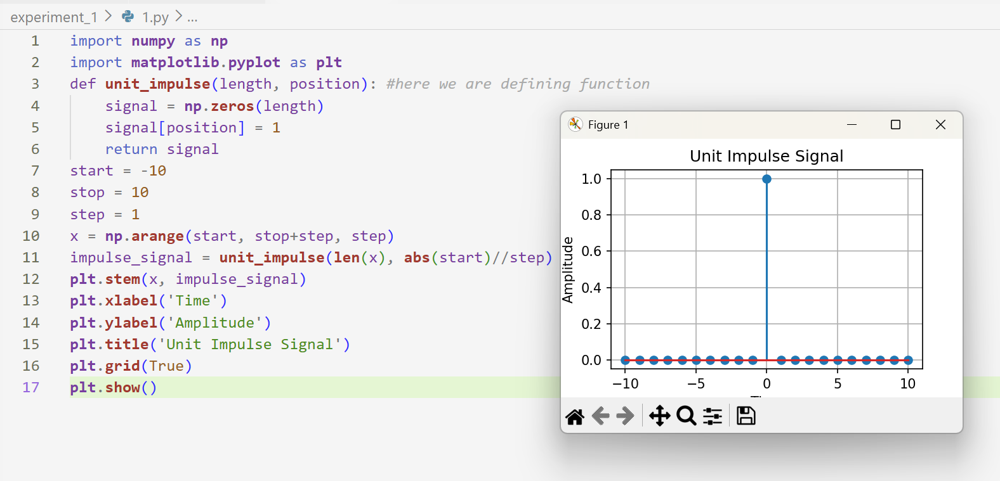 experiment_1 > 1.py > ...
1 import numpy as np
2 import matplotlib.pyplot as plt
3 def unit_impulse(length, position): #here we are defining function
4     signal = np.zeros(length)
5     signal[position] = 1
6     return signal
7 start = -10
8 stop = 10
9 step = 1
10 x = np.arange(start, stop+step, step)
11 impulse_signal = unit_impulse(len(x), abs(start)//step)
12 plt.stem(x, impulse_signal)
13 plt.xlabel('Time')
14 plt.ylabel('Amplitude')
15 plt.title('Unit Impulse Signal')
16 plt.grid(True)
17 plt.show()
Figure 1
Unit Impulse Signal
1.0
0.8
0.6
0.4
0.2
0.0
Amplitude
−10 −5 0 5 10